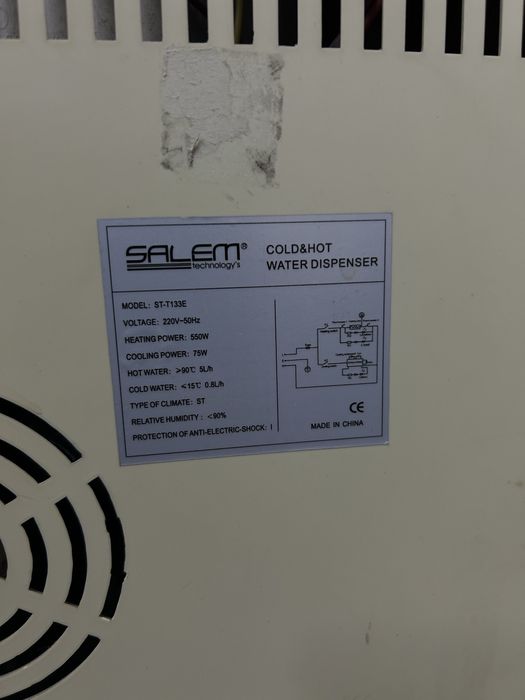 SALEM®
technology's
COLD&HOT
WATER DISPENSER
MODEL: ST-T133E
VOLTAGE: 220V~50Hz
HEATING POWER: 550W
COOLING POWER: 75W
HOT WATER: ≥90℃ 5L/h
COLD WATER: ≤15℃ 0.8L/h
TYPE OF CLIMATE: ST
RELATIVE HUMIDITY: <90%
PROTECTION OF ANTI-ELECTRIC-SHOCK: I
CE
MADE IN CHINA